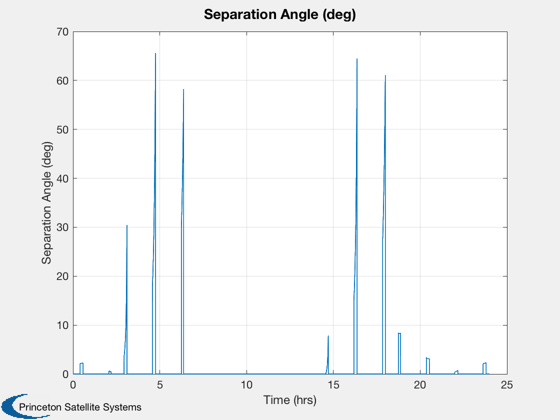 Separation Angle (deg)
70
60
50
40
30
20
10
0
Separation Angle (deg)
0 5 10 15 20 25
Time (hrs)
Princeton Satellite Systems